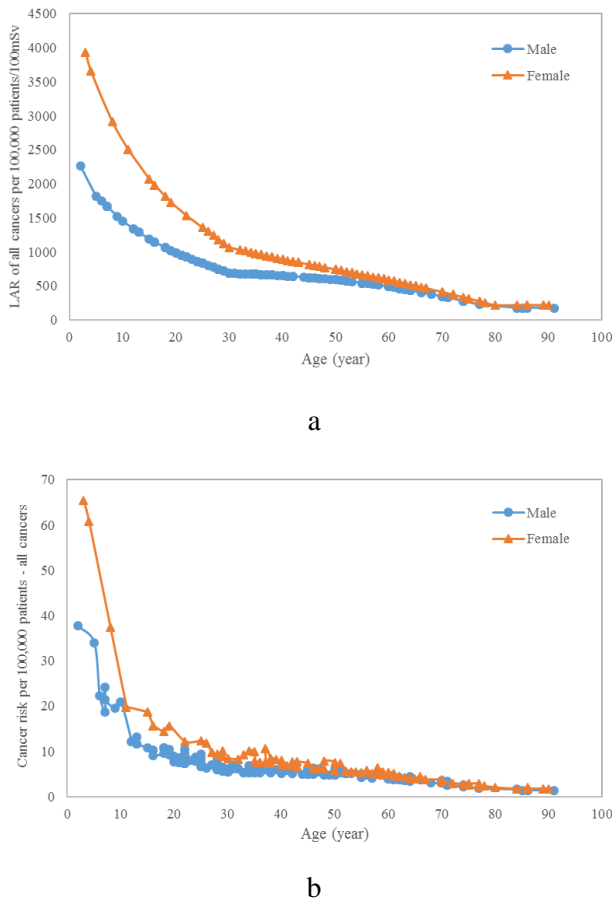 4500
4000
3500
3000
2500
2000
1500
1000
500
0
LAR of all cancers per 100,000 patients/100mSv
Male
Female
0 10 20 30 40 50 60 70 80 90 100
Age (year)
a
70
60
50
40
30
20
10
0
Cancer risk per 100,000 patients - all cancers
Male
Female
0 10 20 30 40 50 60 70 80 90 100
Age (year)
b